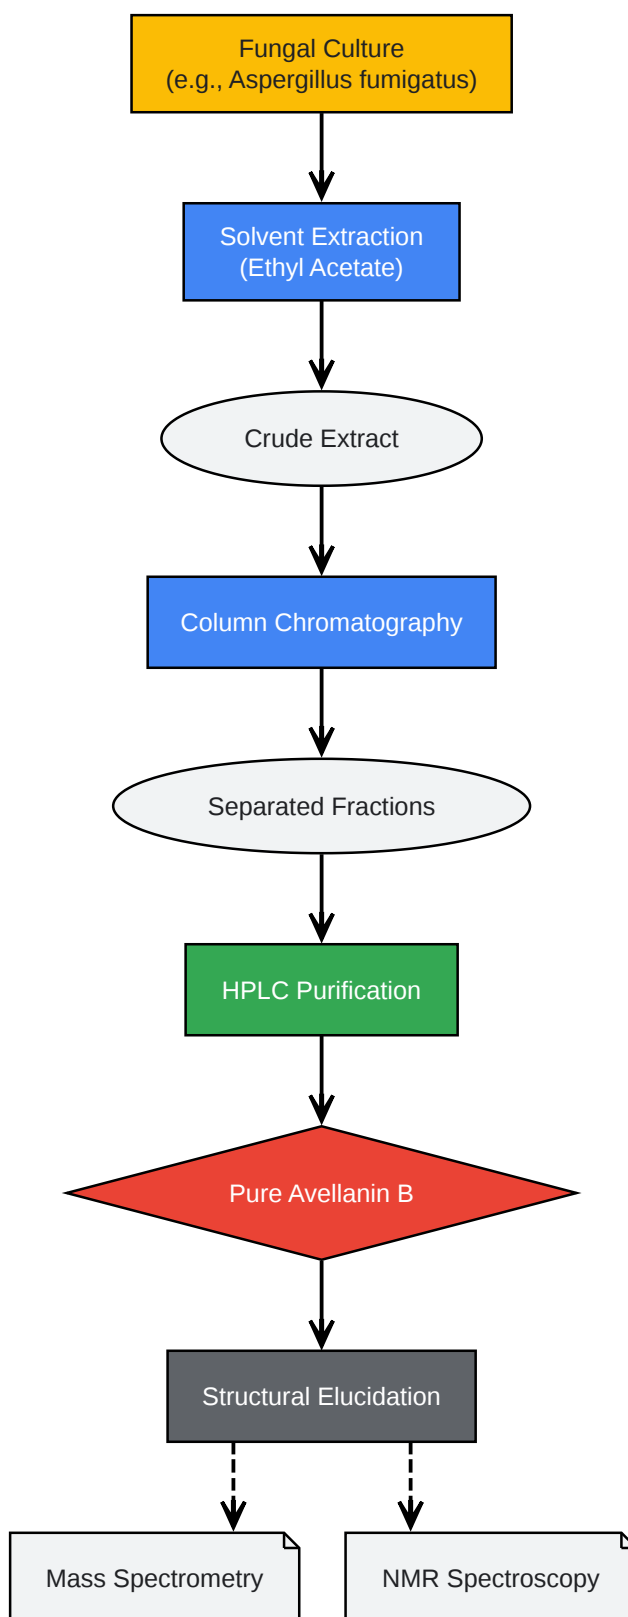 Fungal Culture
(e.g., Aspergillus fumigatus)
Solvent Extraction
(Ethyl Acetate)
Crude Extract
Column Chromatography
Separated Fractions
HPLC Purification
Pure Avellanin B
Structural Elucidation
Mass Spectrometry
NMR Spectroscopy